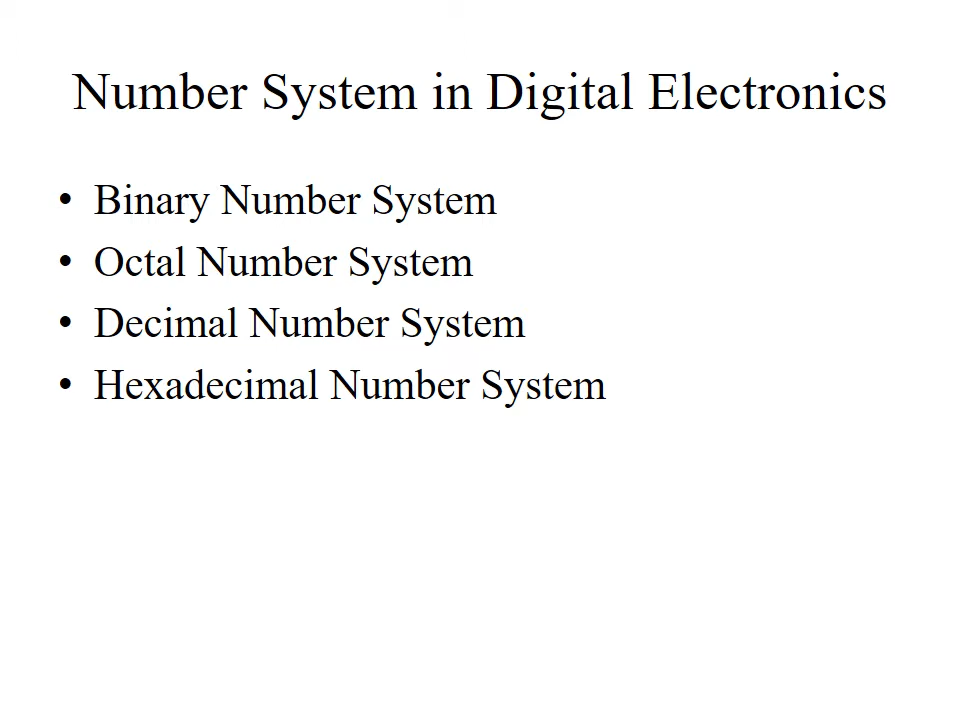 Number System in Digital Electronics
• Binary Number System
• Octal Number System
• Decimal Number System
• Hexadecimal Number System